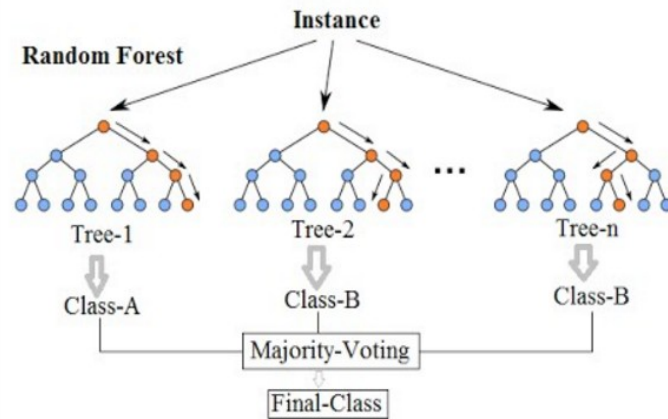 Instance
Random Forest
...
Tree-1
Tree-2
Tree-n
Class-A
Class-B
Class-B
Majority-Voting
Final-Class